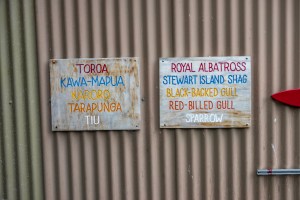 TOROA
KAWA-MAPUA
KARORO
TARAPUNGA
TIU
ROYAL ALBATROSS
STEWART ISLAND SHAG
BLACK-BACKED GULL
RED-BILLED GULL
SPARROW